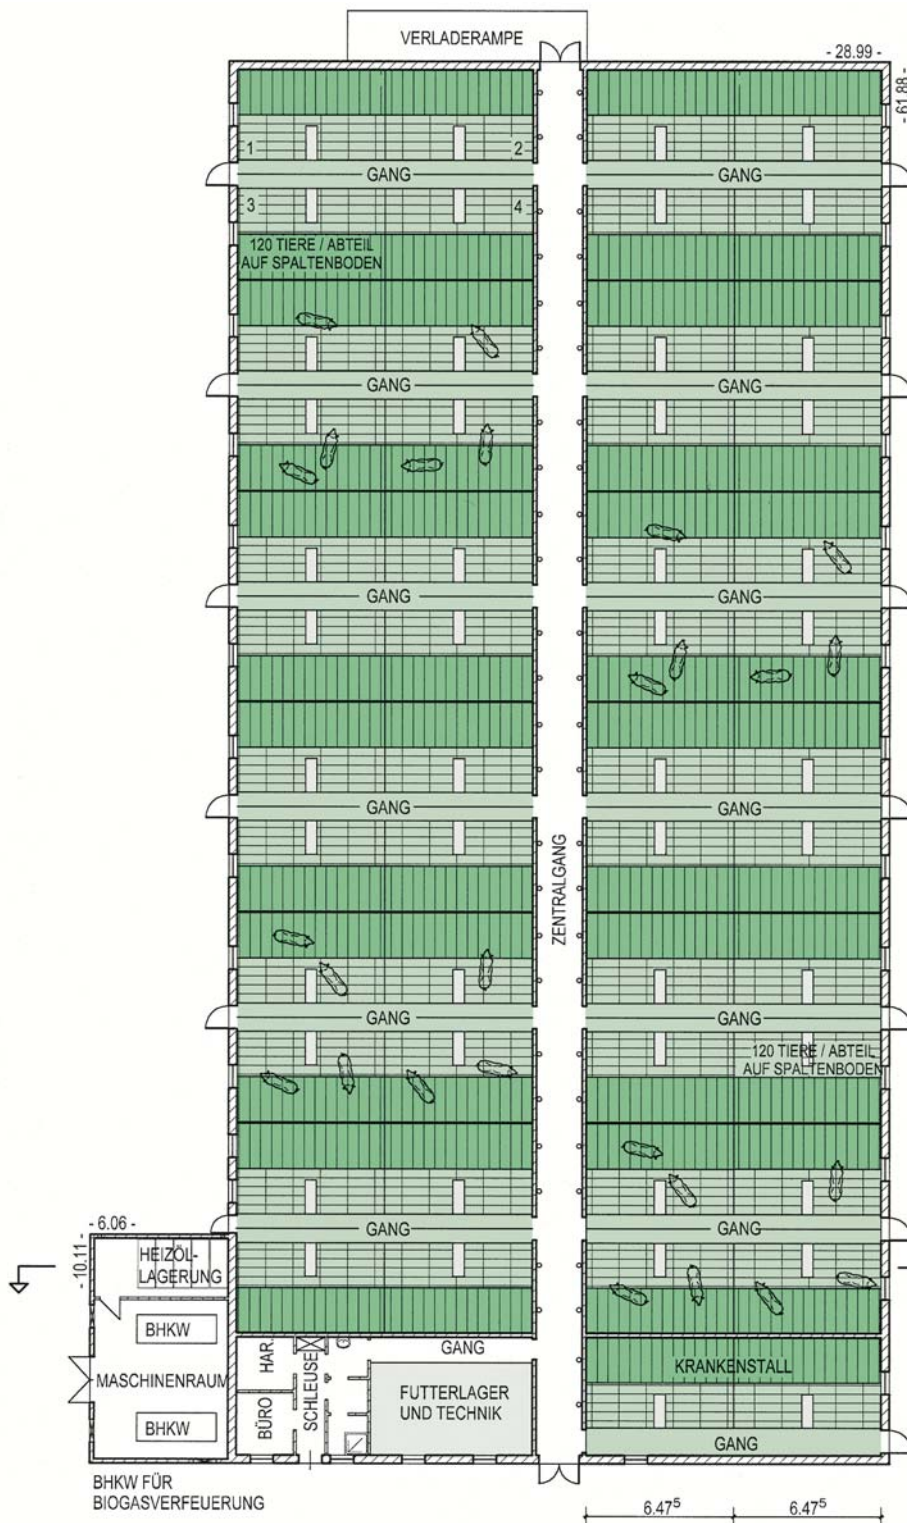 VERLADERAMPE
- 28.99 -
- 61.88 -
1
2
GANG
GANG
3
4
120 TIERE / ABTEIL
AUF SPALTENBODEN
GANG
GANG
GANG
GANG
GANG
GANG
ZENTRALGANG
GANG
GANG
120 TIERE / ABTEIL
AUF SPALTENBODEN
GANG
GANG
- 6.06 -
- 10.11 -
HEIZÖL-
LAGERUNG
BHKW
MASCHINENRAUM
BHKW
HAR.
BÜRO
SCHLEUSE
GANG
FUTTERLAGER
UND TECHNIK
KRANKENSTALL
GANG
BHKW FÜR
BIOGASVERFEUERUNG
6.47⁵
6.47⁵